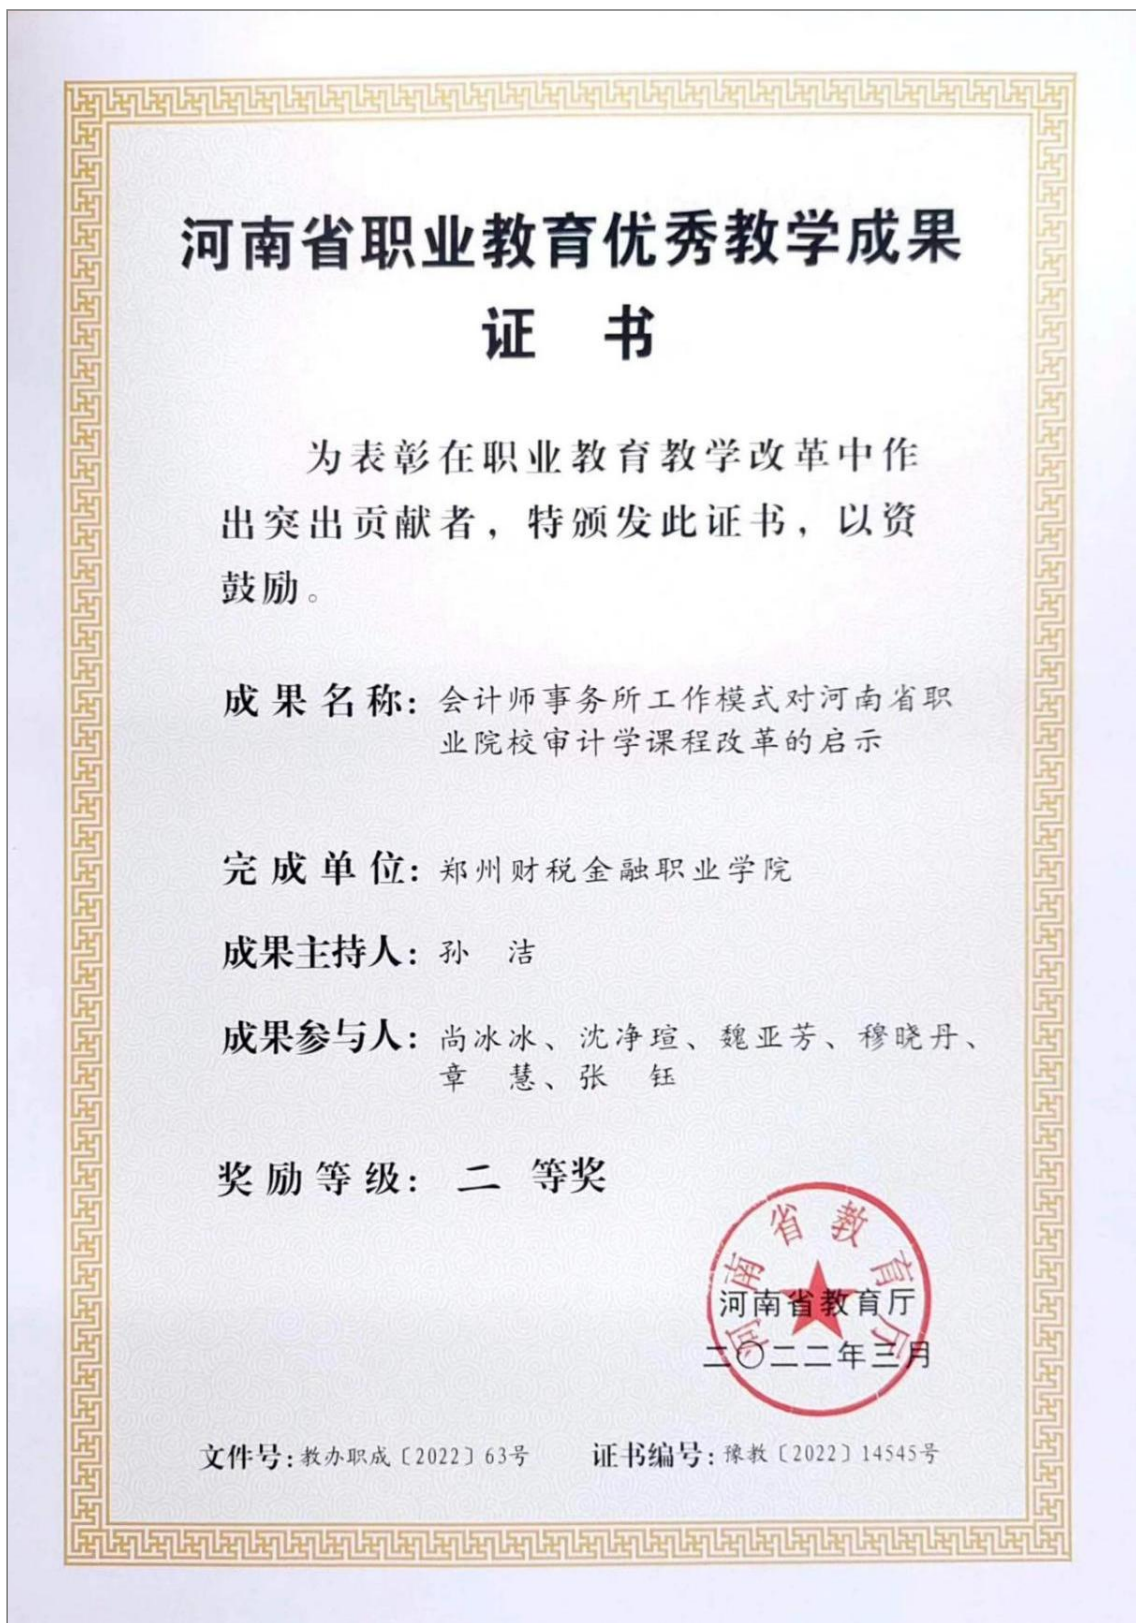 河南省职业教育优秀教学成果
证 书
为表彰在职业教育教学改革中作
出突出贡献者，特颁发此证书，以资
鼓励。
成果名称：会计师事务所工作模式对河南省职
业院校审计学课程改革的启示
完成单位：郑州财税金融职业学院
成果主持人：孙 洁
成果参与人：尚冰冰、沈净瑄、魏亚芳、穆晓丹、
章 慧、张 钰
奖励等级： 二 等奖
河南省教育厅
河南省教育厅
二〇二二年三月
文件号：教办职成〔2022〕63号 证书编号：豫教〔2022〕14545号